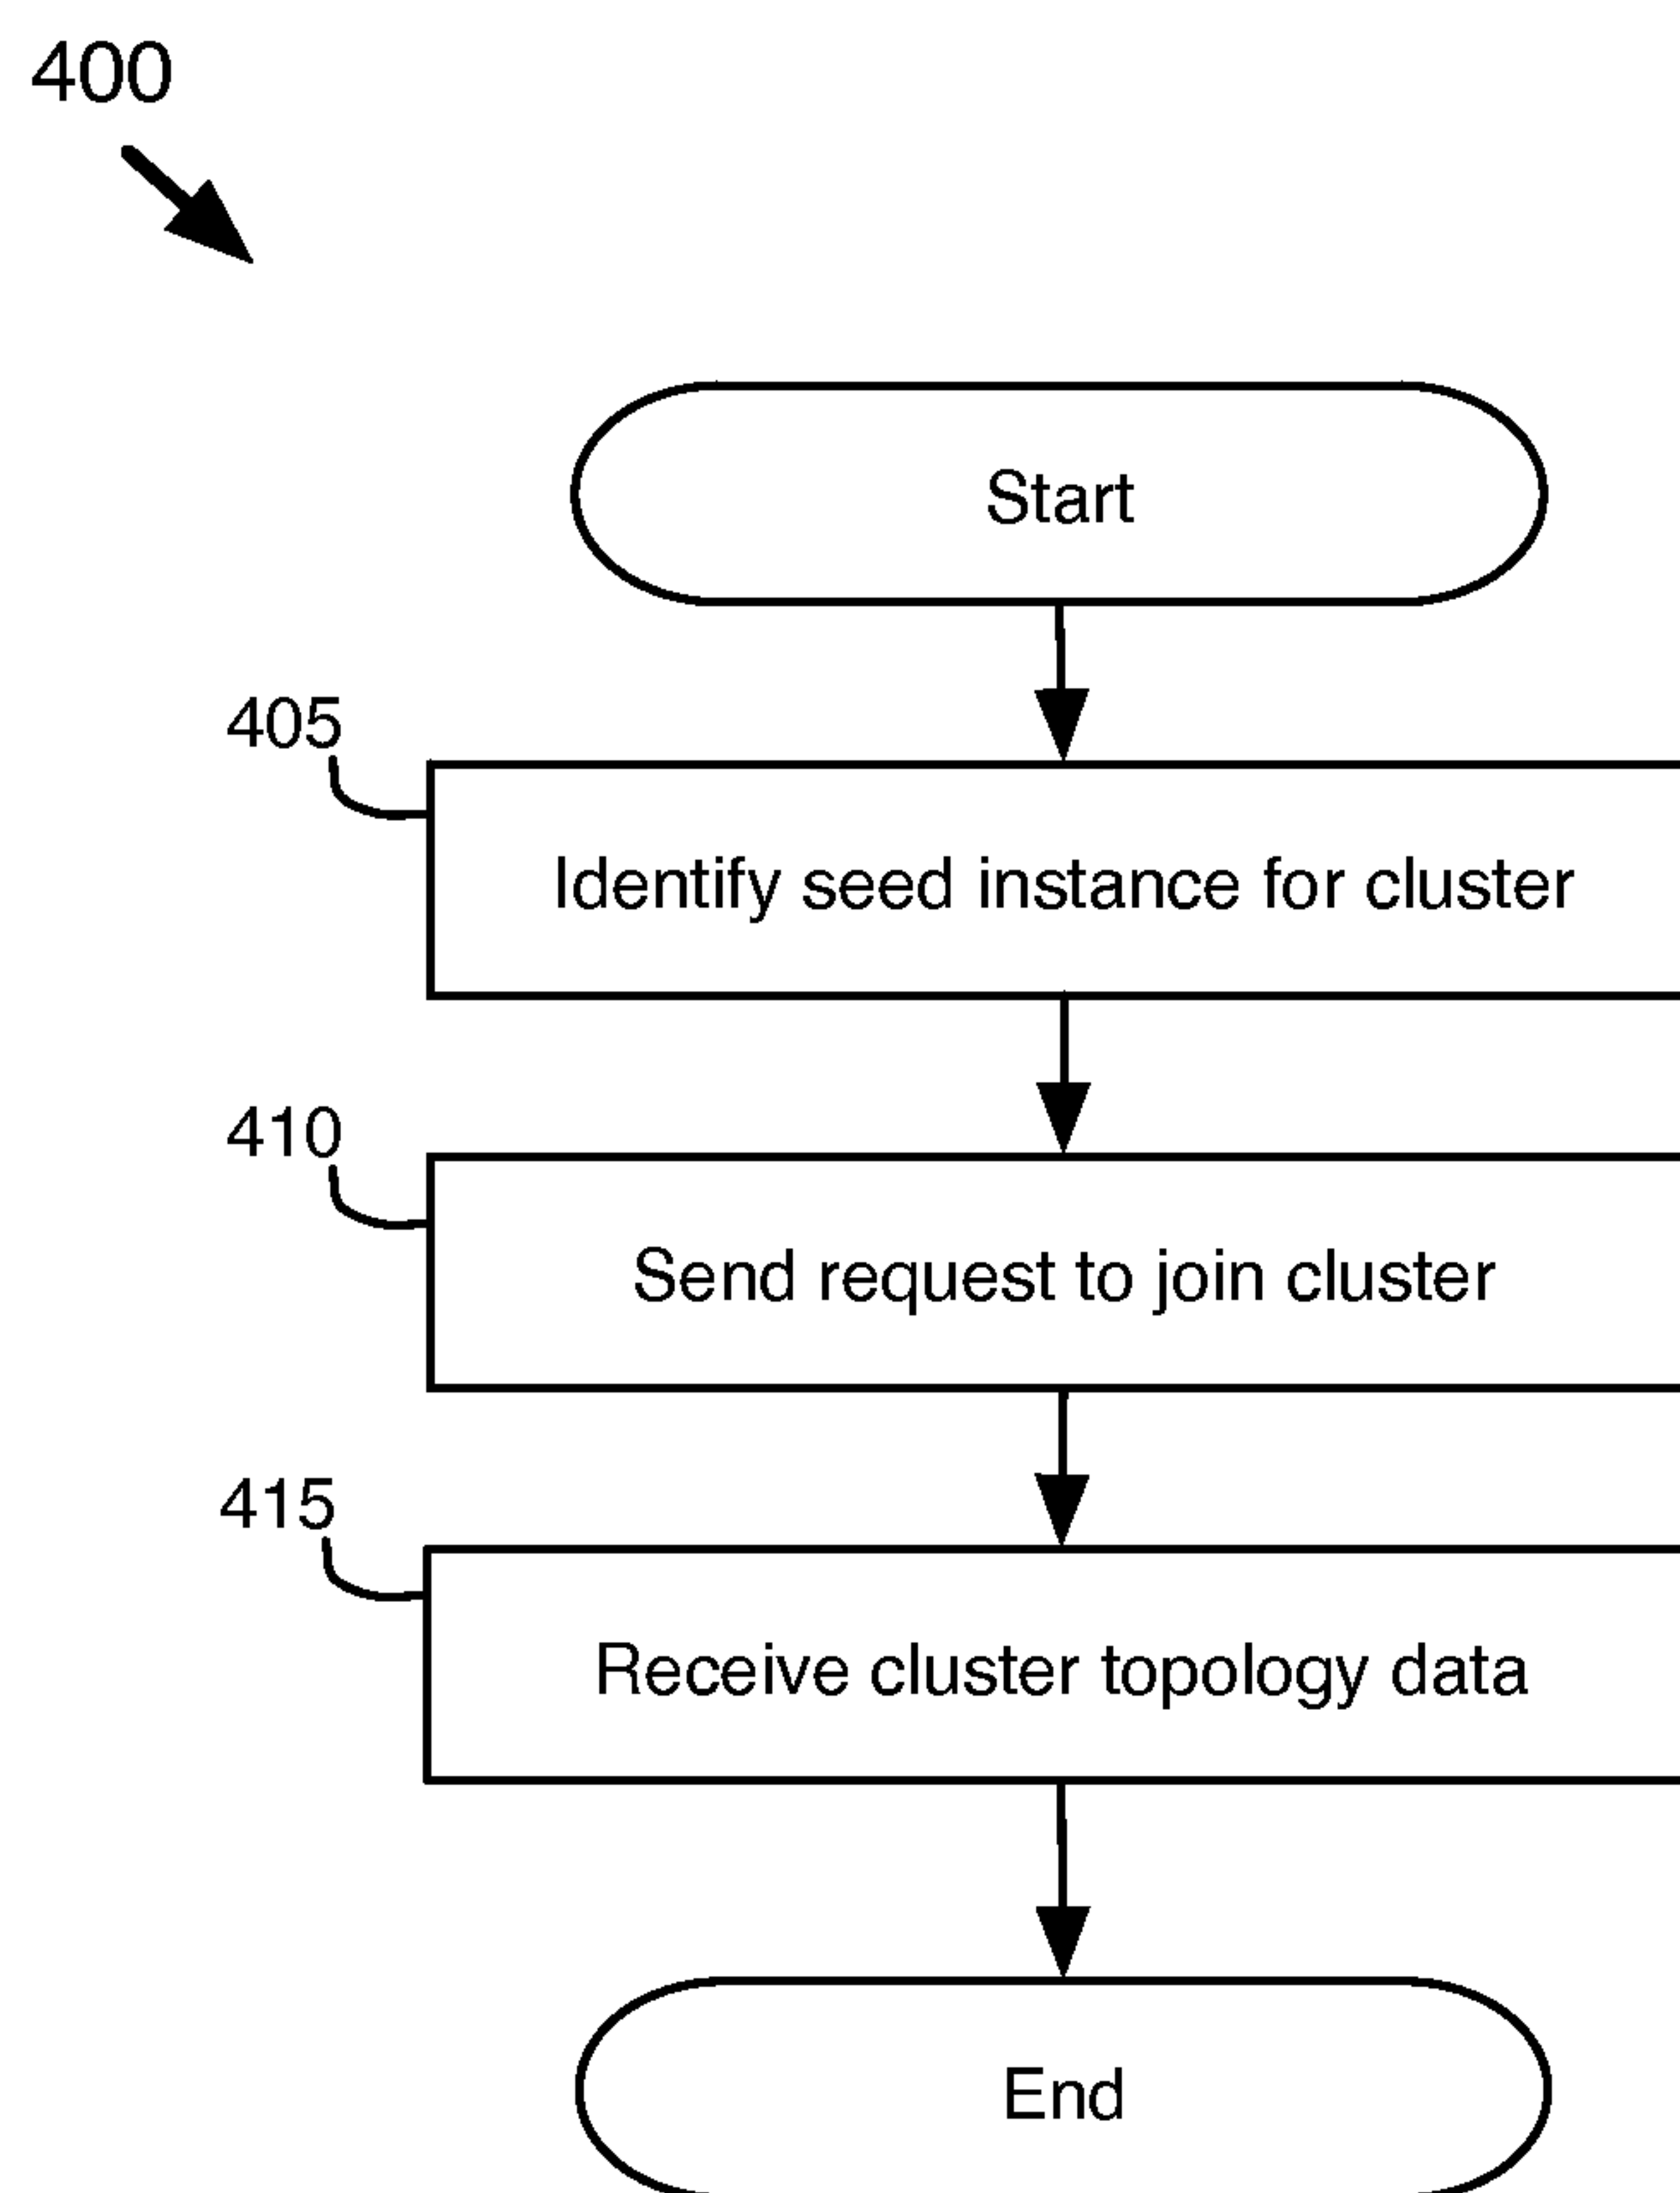 400
Start
405
Identify seed instance for cluster
410
Send request to join cluster
415
Receive cluster topology data
End